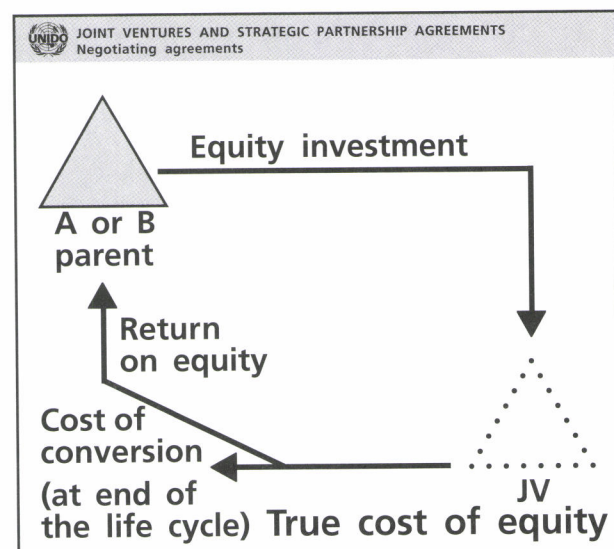 UNIDO
JOINT VENTURES AND STRATEGIC PARTNERSHIP AGREEMENTS
Negotiating agreements
Equity investment
A or B
parent
Return
on equity
Cost of
conversion
(at end of
the life cycle)
JV
True cost of equity